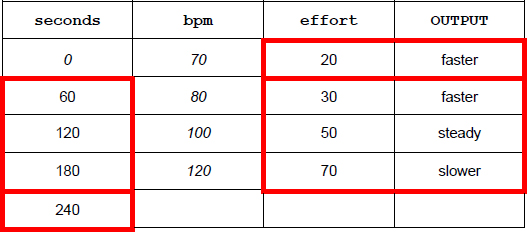 seconds bpm effort OUTPUT
0 70 20 faster
60 80 30 faster
120 100 50 steady
180 120 70 slower
240